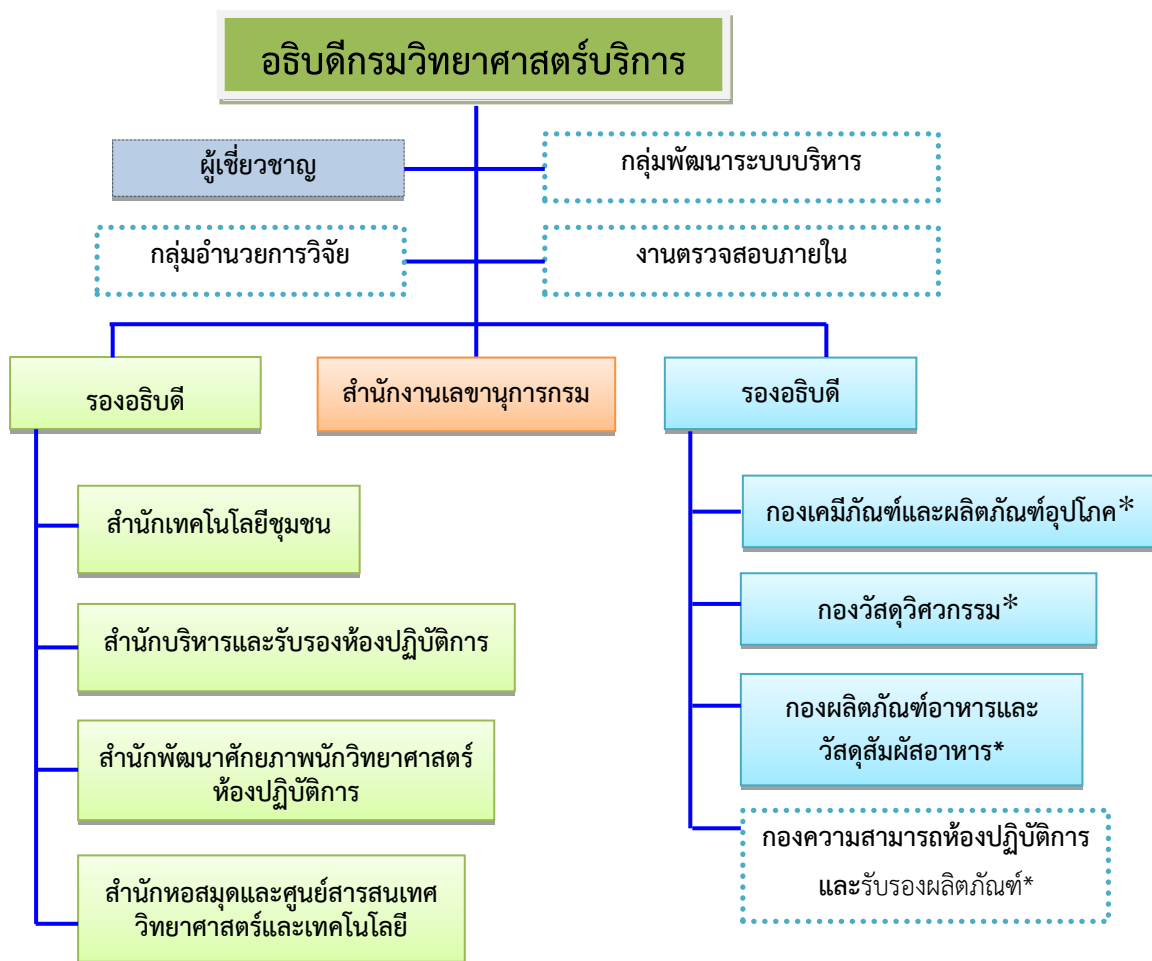 อธิบดีกรมวิทยาศาสตร์บริการ
ผู้เชี่ยวชาญ
กลุ่มพัฒนาระบบบริหาร
กลุ่มอำนวยการวิจัย
งานตรวจสอบภายใน
รองอธิบดี
สำนักงานเลขานุการกรม
รองอธิบดี
สำนักเทคโนโลยีชุมชน
สำนักบริหารและรับรองห้องปฏิบัติการ
สำนักพัฒนาศักยภาพนักวิทยาศาสตร์
ห้องปฏิบัติการ
สำนักหอสมุดและศูนย์สารสนเทศ
วิทยาศาสตร์และเทคโนโลยี
กองเคมีภัณฑ์และผลิตภัณฑ์อุปโภค*
กองวัสดุวิศวกรรม*
กองผลิตภัณฑ์อาหารและ
วัสดุสัมผัสอาหาร*
กองความสามารถห้องปฏิบัติการ
และรับรองผลิตภัณฑ์*